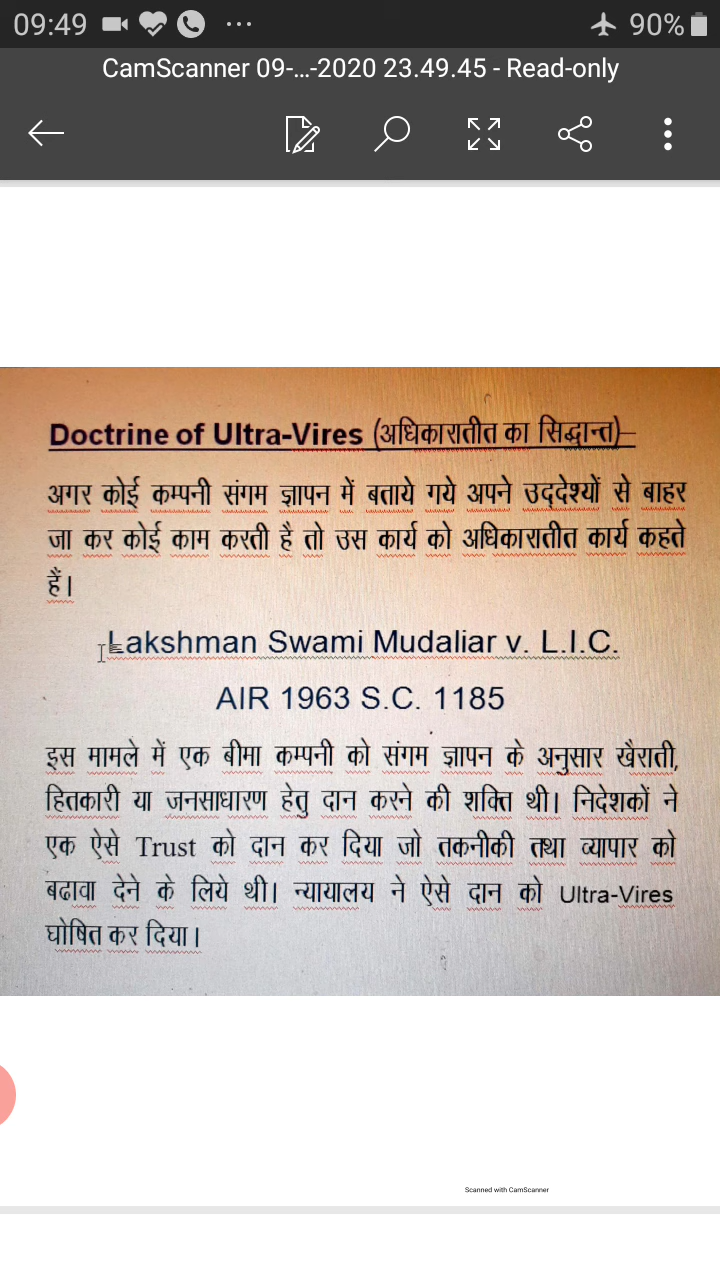 09:49 ... 90%
CamScanner 09-...-2020 23.49.45 - Read-only
Doctrine of Ultra-Vires (अधिकारातीत का सिद्धान्त)–
अगर कोई कम्पनी संगम ज्ञापन में बताये गये अपने उद्देश्यों से बाहर
जा कर कोई काम करती है तो उस कार्य को अधिकारातीत कार्य कहते
हैं।
Lakshman Swami Mudaliar v. L.I.C.
AIR 1963 S.C. 1185
इस मामले में एक बीमा कम्पनी को संगम ज्ञापन के अनुसार खैराती,
हितकारी या जनसाधारण हेतु दान करने की शक्ति थी। निदेशकों ने
एक ऐसे Trust को दान कर दिया जो तकनीकी तथा व्यापार को
बढावा देने के लिये थी। न्यायालय ने ऐसे दान को Ultra-Vires
घोषित कर दिया।
Scanned with CamScanner